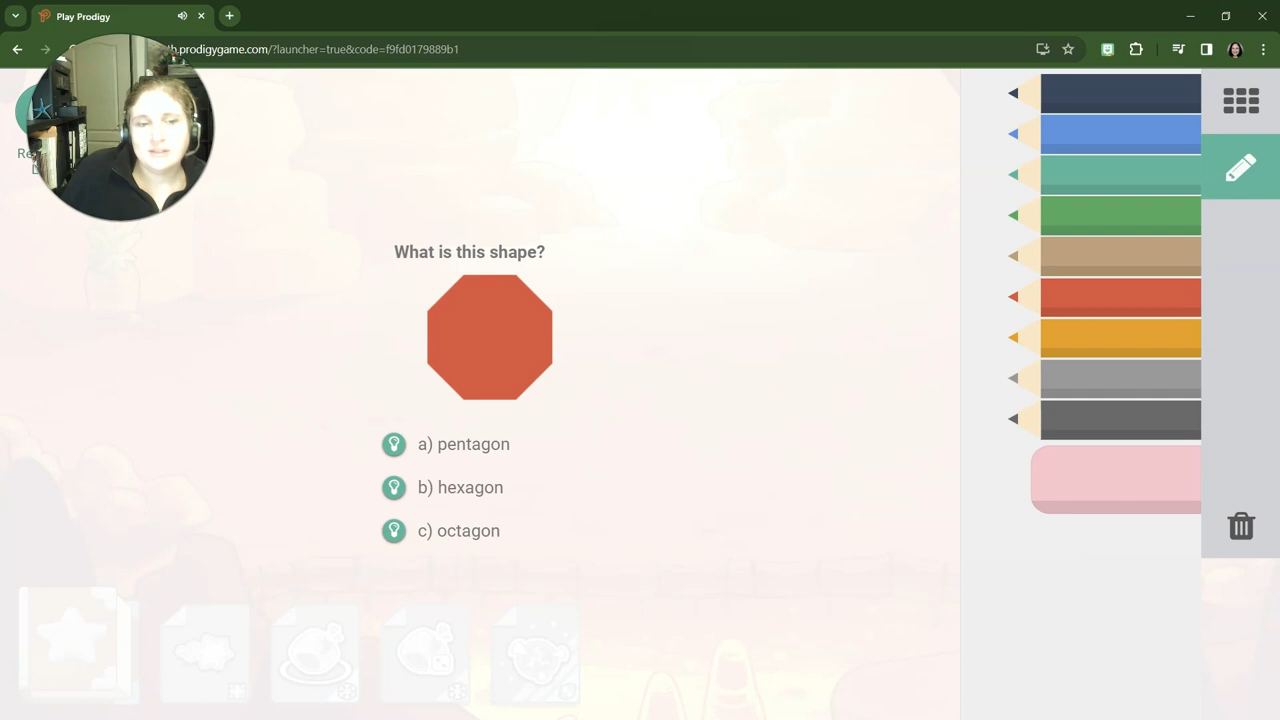 Play Prodigy
th.prodigygame.com/?launcher=true&code=f9fd0179889b1
What is this shape?
a) pentagon
b) hexagon
c) octagon